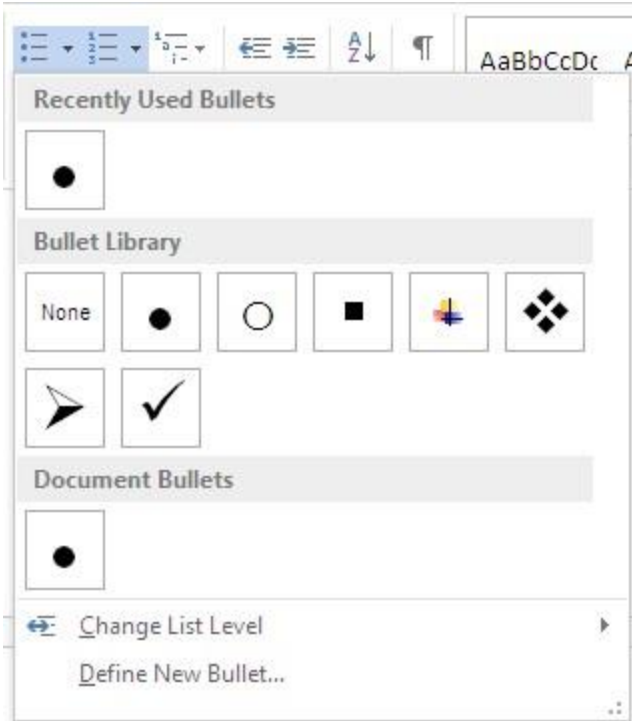 AaBbCcDc A
Recently Used Bullets
Bullet Library
None
Document Bullets
Change List Level
Define New Bullet...